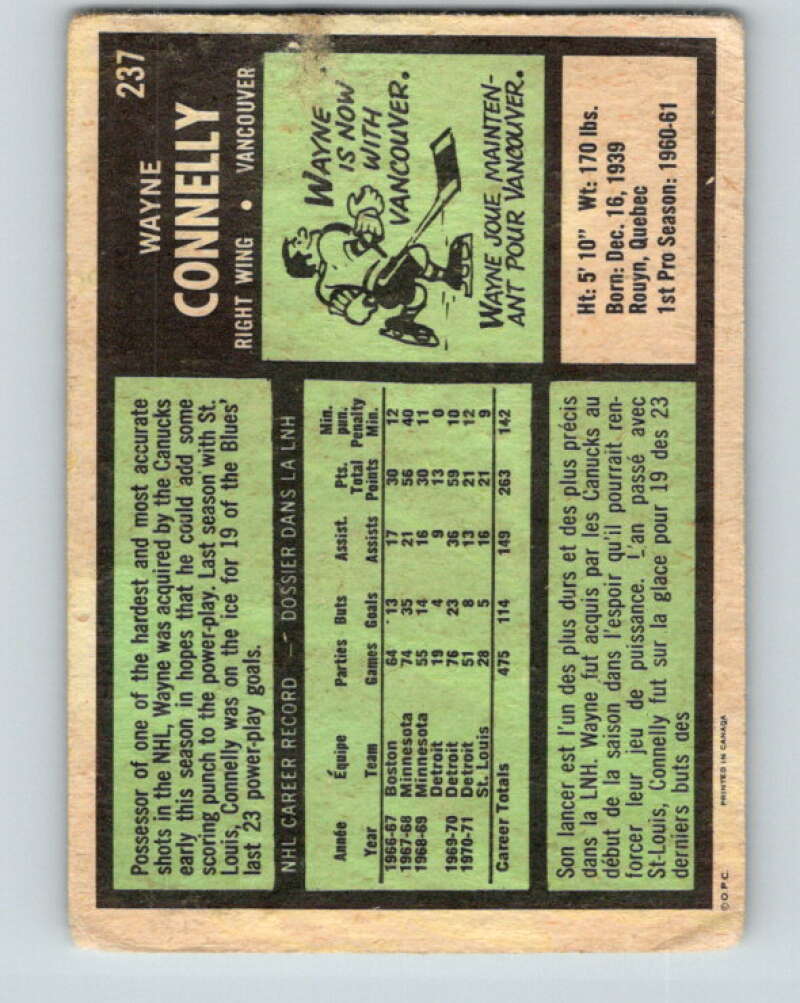 WAYNE 237
CONNELLY
RIGHT WING • VANCOUVER
Possessor of one of the hardest and most accurate
shots in the NHL, Wayne was acquired by the Canucks
early this season in hopes that he could add some
scoring punch to the power-play. Last season with St.
Louis, Connelly was on the ice for 19 of the Blues'
last 23 power-play goals.
WAYNE
IS NOW
WITH
VANCOUVER.
WAYNE JOUE MAINTEN-
ANT POUR VANCOUVER.
NHL CAREER RECORD — DOSSIER DANS LA LNH
Année Équipe Parties Buts Assist. Pts. Total Min. pun. Penalty
Year Team Games Goals Assists Points Min.
1966-67 Boston 64 13 17 30 12
1967-68 Minnesota 74 35 21 56 40
1968-69 Minnesota 55 14 16 30 11
Detroit 19 4 9 13 0
1969-70 Detroit 76 23 36 59 10
1970-71 Detroit 51 8 13 21 12
St. Louis 28 5 16 21 9
Career Totals 475 114 149 263 142
Ht: 5' 10" Wt: 170 lbs.
Born: Dec. 16, 1939
Rouyn, Quebec
1st Pro Season: 1960-61
Son lancer est l'un des plus durs et des plus précis
dans la LNH. Wayne fut acquis par les Canucks au
début de la saison dans l'espoir qu'il pourrait ren-
forcer leur jeu de puissance. L'an passé avec
St-Louis, Connelly fut sur la glace pour 19 des 23
derniers buts des
© O.P.C. PRINTED IN CANADA